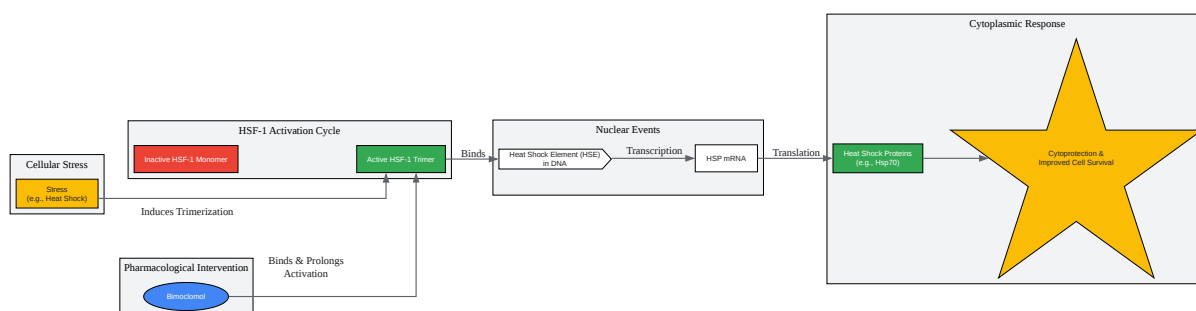 Cellular Stress
Stress
(e.g., Heat Shock)
HSF-1 Activation Cycle
Inactive HSF-1 Monomer
Active HSF-1 Trimer
Induces Trimerization
Pharmacological Intervention
Bimoclomol
Binds & Prolongs
Activation
Binds
Nuclear Events
Heat Shock Element (HSE)
in DNA
Transcription
HSP mRNA
Translation
Cytoplasmic Response
Heat Shock Proteins
(e.g., Hsp70)
Cytoprotection &
Improved Cell Survival